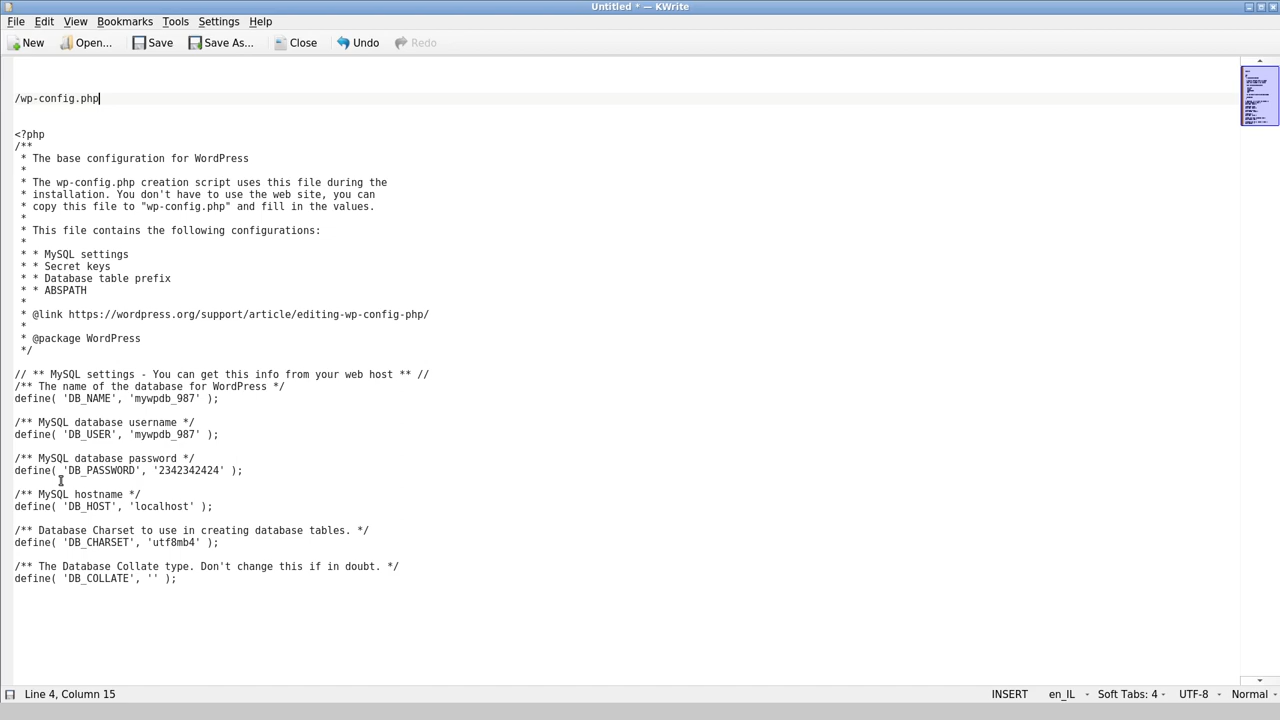 Untitled * — KWrite
File Edit View Bookmarks Tools Settings Help
New Open... Save Save As... Close Undo Redo
/wp-config.php
<?php
/**
 * The base configuration for WordPress
 *
 * The wp-config.php creation script uses this file during the
 * installation. You don't have to use the web site, you can
 * copy this file to "wp-config.php" and fill in the values.
 *
 * This file contains the following configurations:
 *
 * * MySQL settings
 * * Secret keys
 * * Database table prefix
 * * ABSPATH
 *
 * @link https://wordpress.org/support/article/editing-wp-config-php/
 *
 * @package WordPress
 */
// ** MySQL settings - You can get this info from your web host ** //
/** The name of the database for WordPress */
define( 'DB_NAME', 'mywpdb_987' );
/** MySQL database username */
define( 'DB_USER', 'mywpdb_987' );
/** MySQL database password */
define( 'DB_PASSWORD', '2342342424' );
/** MySQL hostname */
define( 'DB_HOST', 'localhost' );
/** Database Charset to use in creating database tables. */
define( 'DB_CHARSET', 'utf8mb4' );
/** The Database Collate type. Don't change this if in doubt. */
define( 'DB_COLLATE', '' );
Line 4, Column 15 INSERT en_IL Soft Tabs: 4 UTF-8 Normal